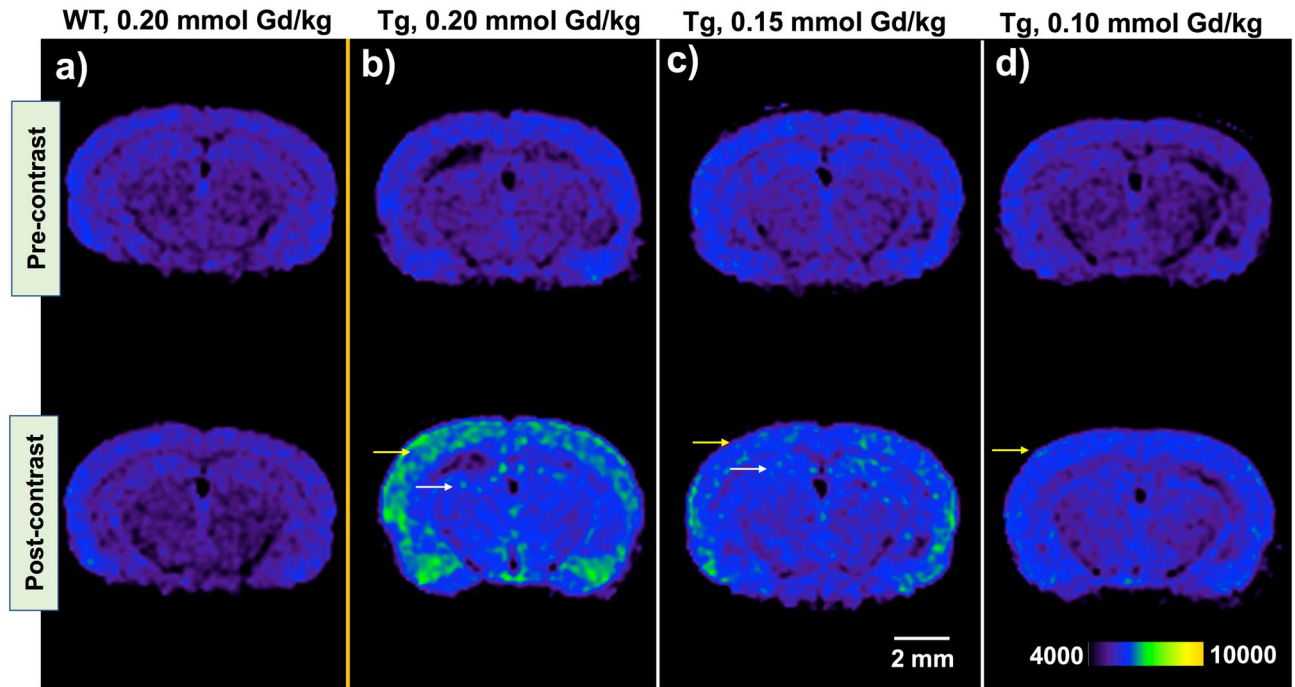 WT, 0.20 mmol Gd/kg
Tg, 0.20 mmol Gd/kg
Tg, 0.15 mmol Gd/kg
Tg, 0.10 mmol Gd/kg
a)
b)
c)
d)
Pre-contrast
Post-contrast
2 mm
4000
10000